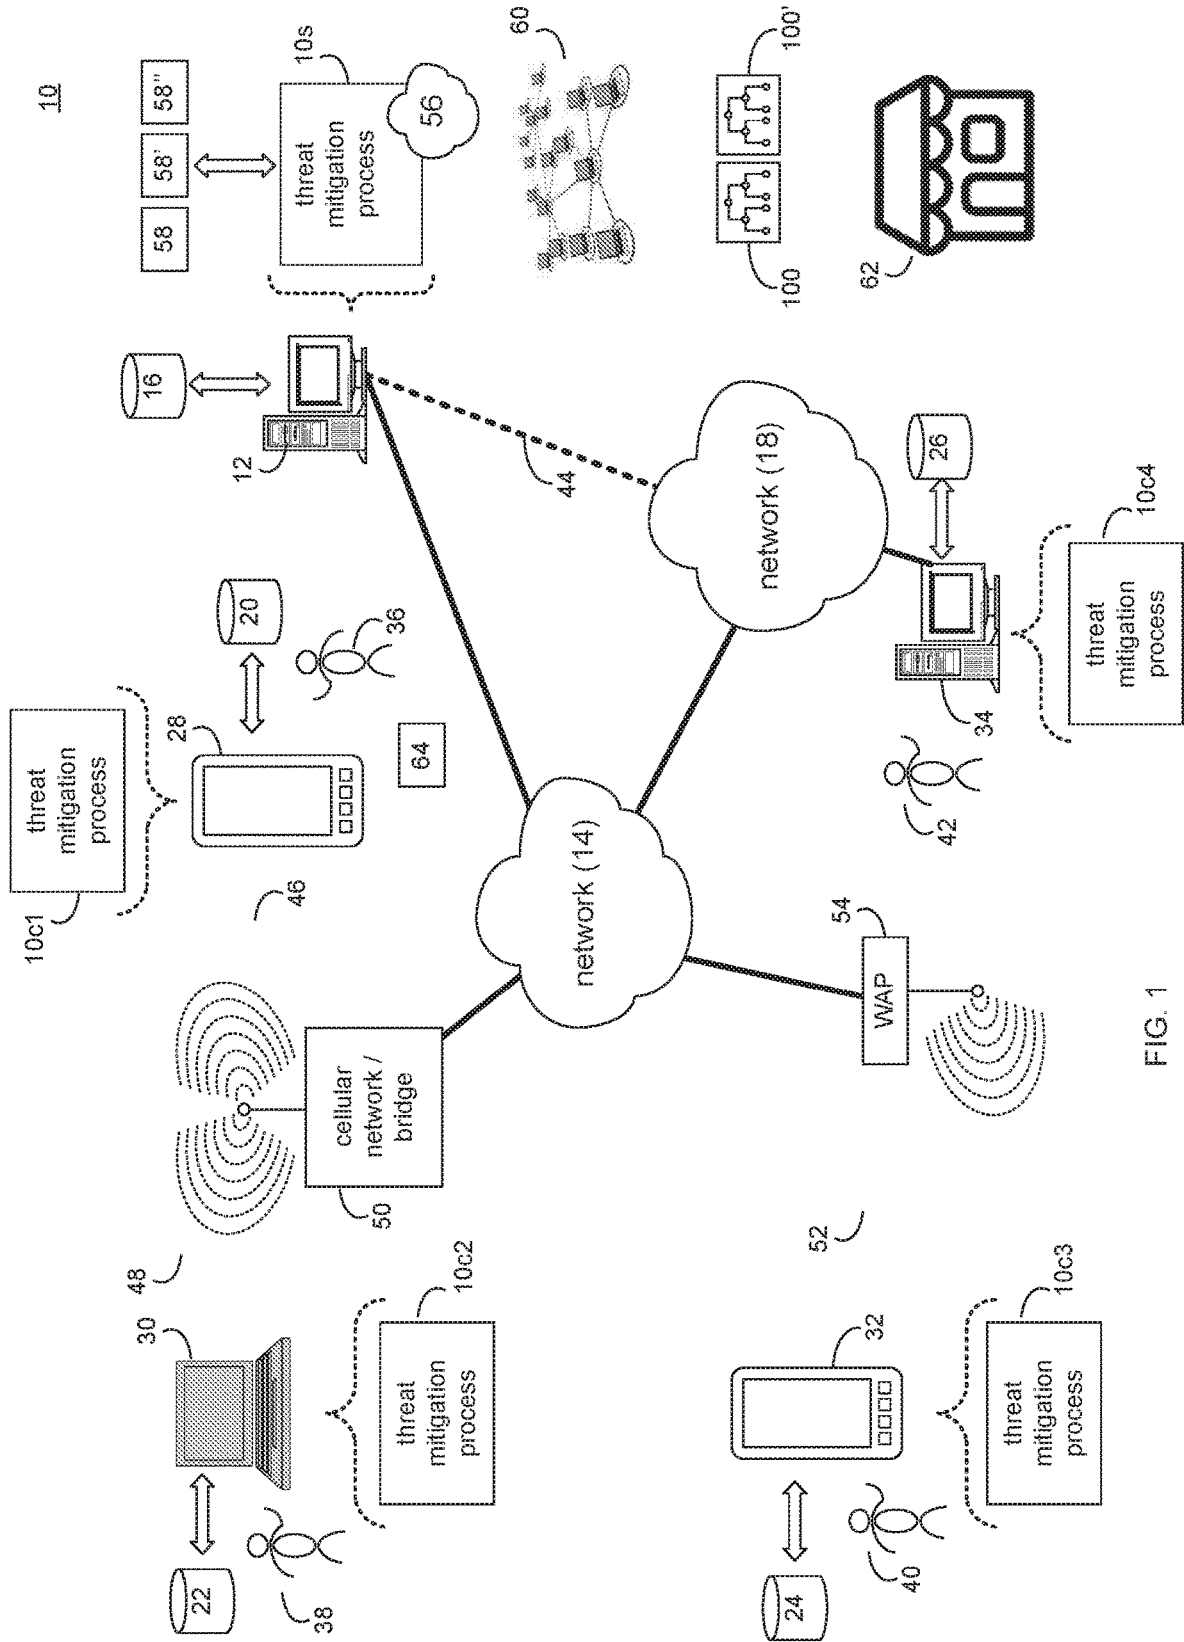 10
58
58'
58"
10s
threat
mitigation
process
56
60
100
100'
62
16
12
44
network (18)
26
10c4
threat
mitigation
process
34
42
20
36
28
64
10c1
threat
mitigation
process
46
network (14)
54
WAP
cellular
network /
bridge
50
48
52
30
10c2
threat
mitigation
process
22
38
32
10c3
threat
mitigation
process
24
40
FIG. 1